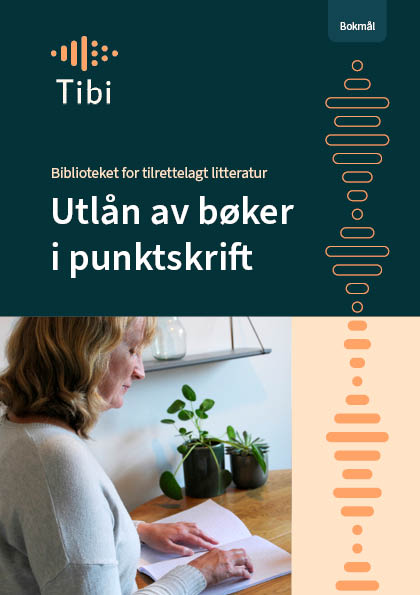 Bokmål
Tibi
Biblioteket for tilrettelagt litteratur
Utlån av bøker
i punktskrift